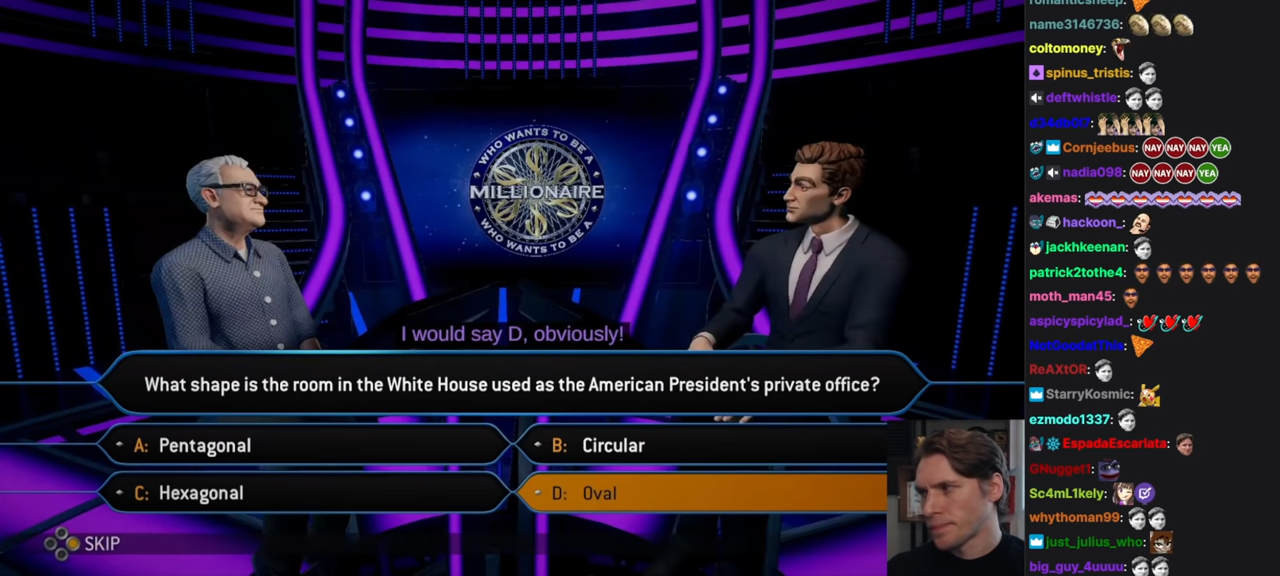 WHO WANTS TO BE A
MILLIONAIRE
WHO WANTS TO BE A
I would say D, obviously!
What shape is the room in the White House used as the American President's private office?
A: Pentagonal
B: Circular
C: Hexagonal
D: Oval
SKIP
romanticsheep:
name3146736:
coltomoney:
spinus_tristis:
deftwhistle:
d34db0l7:
Cornjeebus: NAY NAY NAY YEA
nadia098: NAY NAY NAY YEA
akemas:
hackoon_:
jackhkeenan:
patrick2tothe4:
moth_man45:
aspicyspicylad_:
NotGoodatThis:
ReAXtOR:
StarryKosmic:
ezmodo1337:
EspadaEscarlata:
GNugget1:
Sc4mL1kely:
whythoman99:
just_julius_who:
big_guy_4uuuu: